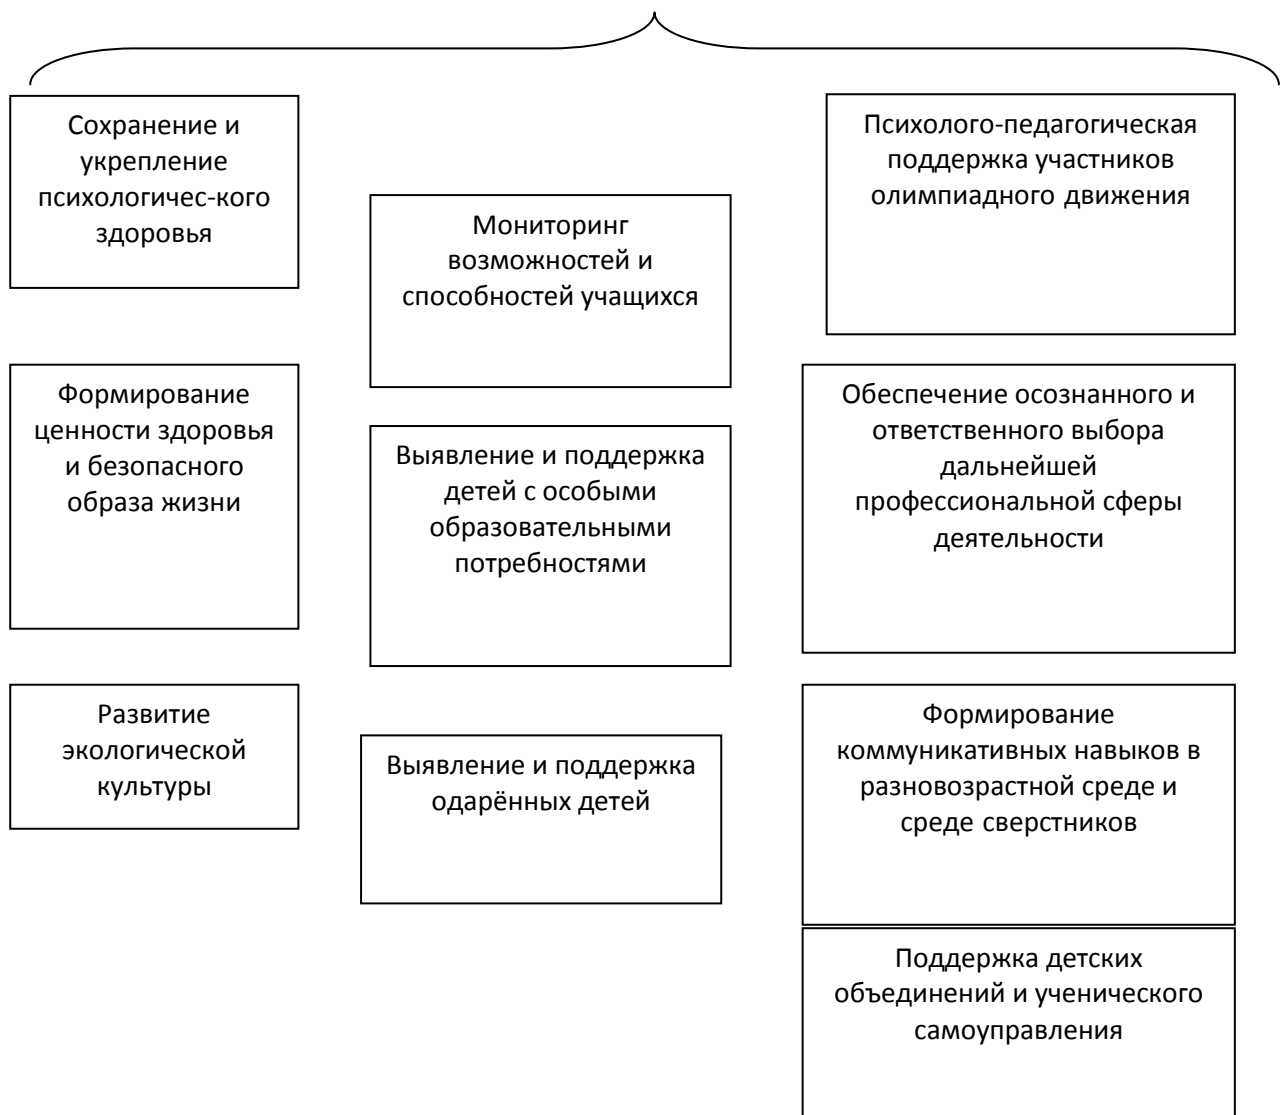 Сохранение и
укрепление
психологичес-кого
здоровья
Формирование
ценности здоровья
и безопасного
образа жизни
Развитие
экологической
культуры
Мониторинг
возможностей и
способностей учащихся
Выявление и поддержка
детей с особыми
образовательными
потребностями
Выявление и поддержка
одарённых детей
Психолого-педагогическая
поддержка участников
олимпиадного движения
Обеспечение осознанного и
ответственного выбора
дальнейшей
профессиональной сферы
деятельности
Формирование
коммуникативных навыков в
разновозрастной среде и
среде сверстников
Поддержка детских
объединений и ученического
самоуправления